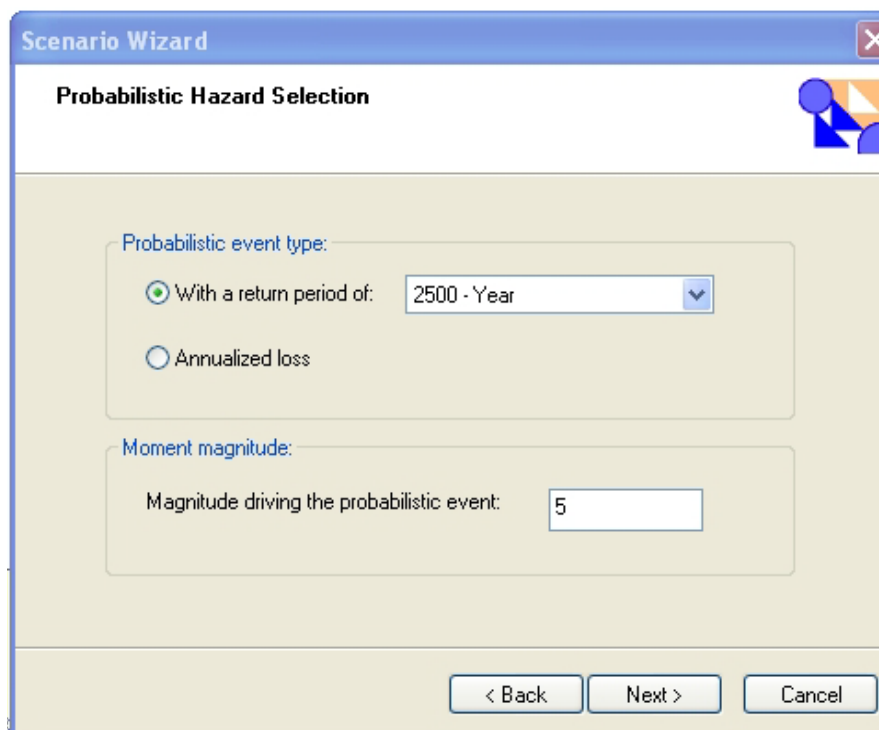 Scenario Wizard
Probabilistic Hazard Selection
Probabilistic event type:
With a return period of: 2500 - Year
Annualized loss
Moment magnitude:
Magnitude driving the probabilistic event: 5
< Back Next > Cancel